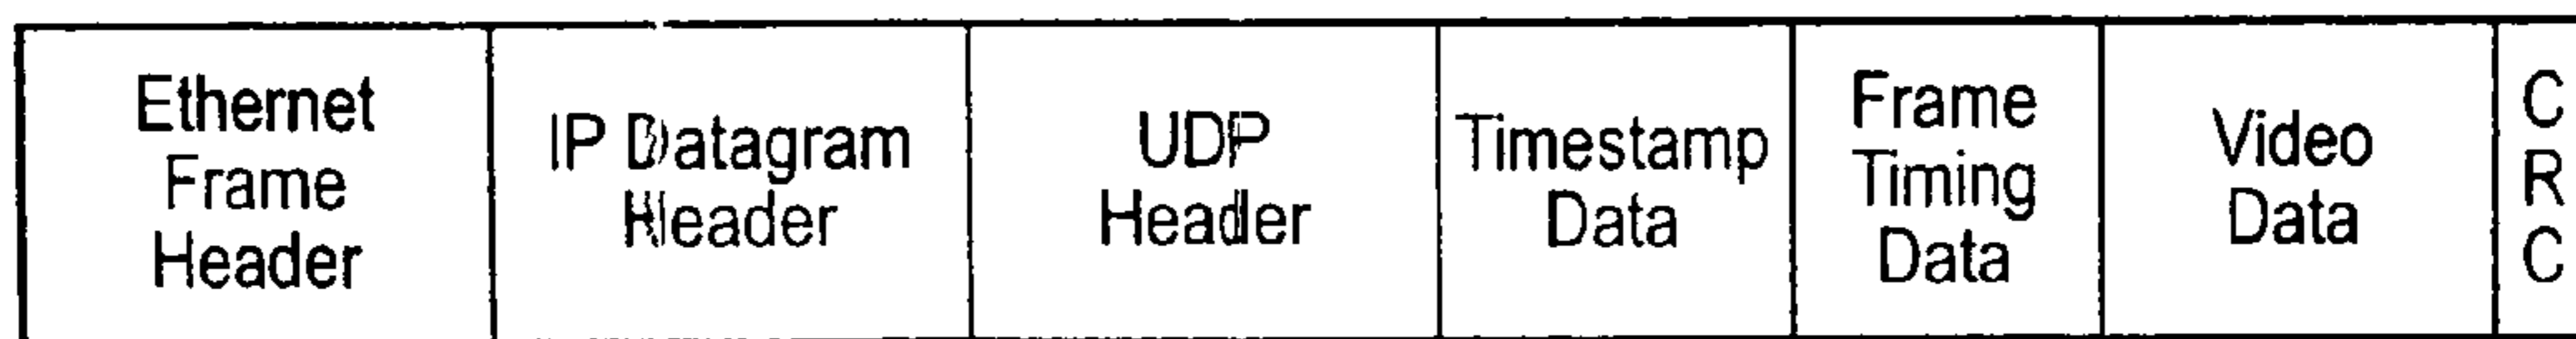 Ethernet
Frame
Header
IP Datagram
Header
UDP
Header
Timestamp
Data
Frame
Timing
Data
Video
Data
C
R
C